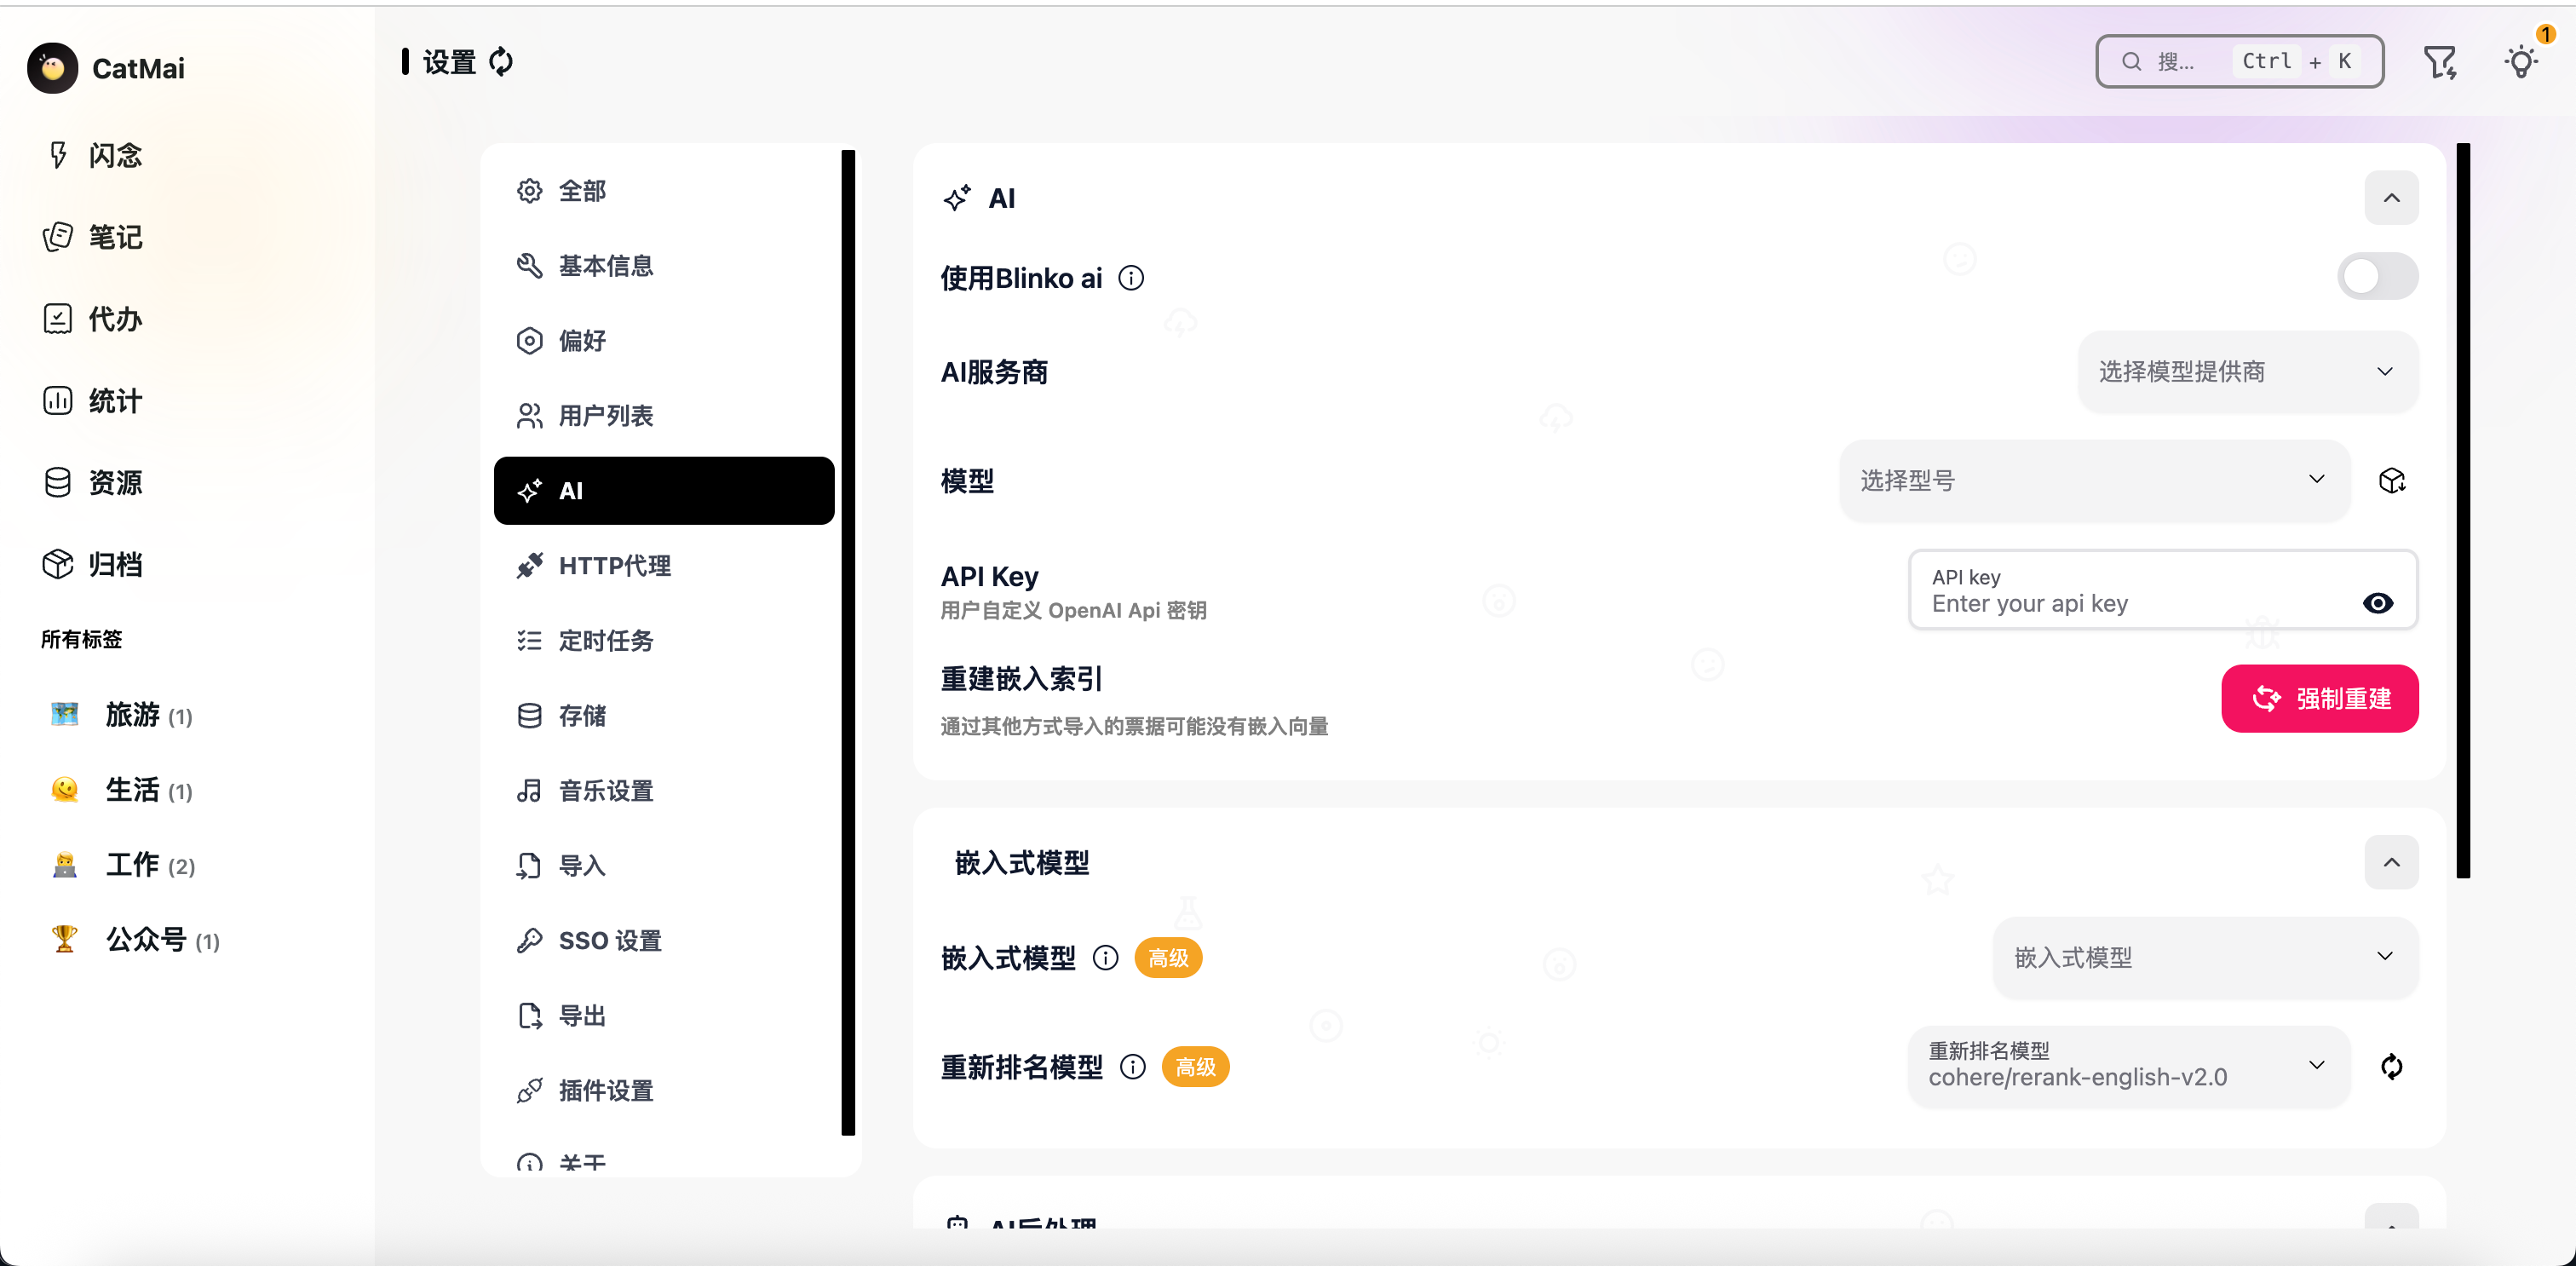 CatMai
闪念
笔记
代办
统计
资源
归档
所有标签
旅游 (1)
生活 (1)
工作 (2)
公众号 (1)
设置
搜... Ctrl + K
1
全部
基本信息
偏好
用户列表
AI
HTTP代理
定时任务
存储
音乐设置
导入
SSO 设置
导出
插件设置
关于
AI
使用Blinko ai
AI服务商
选择模型提供商
模型
选择型号
API Key
用户自定义 OpenAI Api 密钥
API key
Enter your api key
重建嵌入索引
通过其他方式导入的票据可能没有嵌入向量
强制重建
嵌入式模型
嵌入式模型 高级
嵌入式模型
重新排名模型 高级
重新排名模型
cohere/rerank-english-v2.0
AI后处理